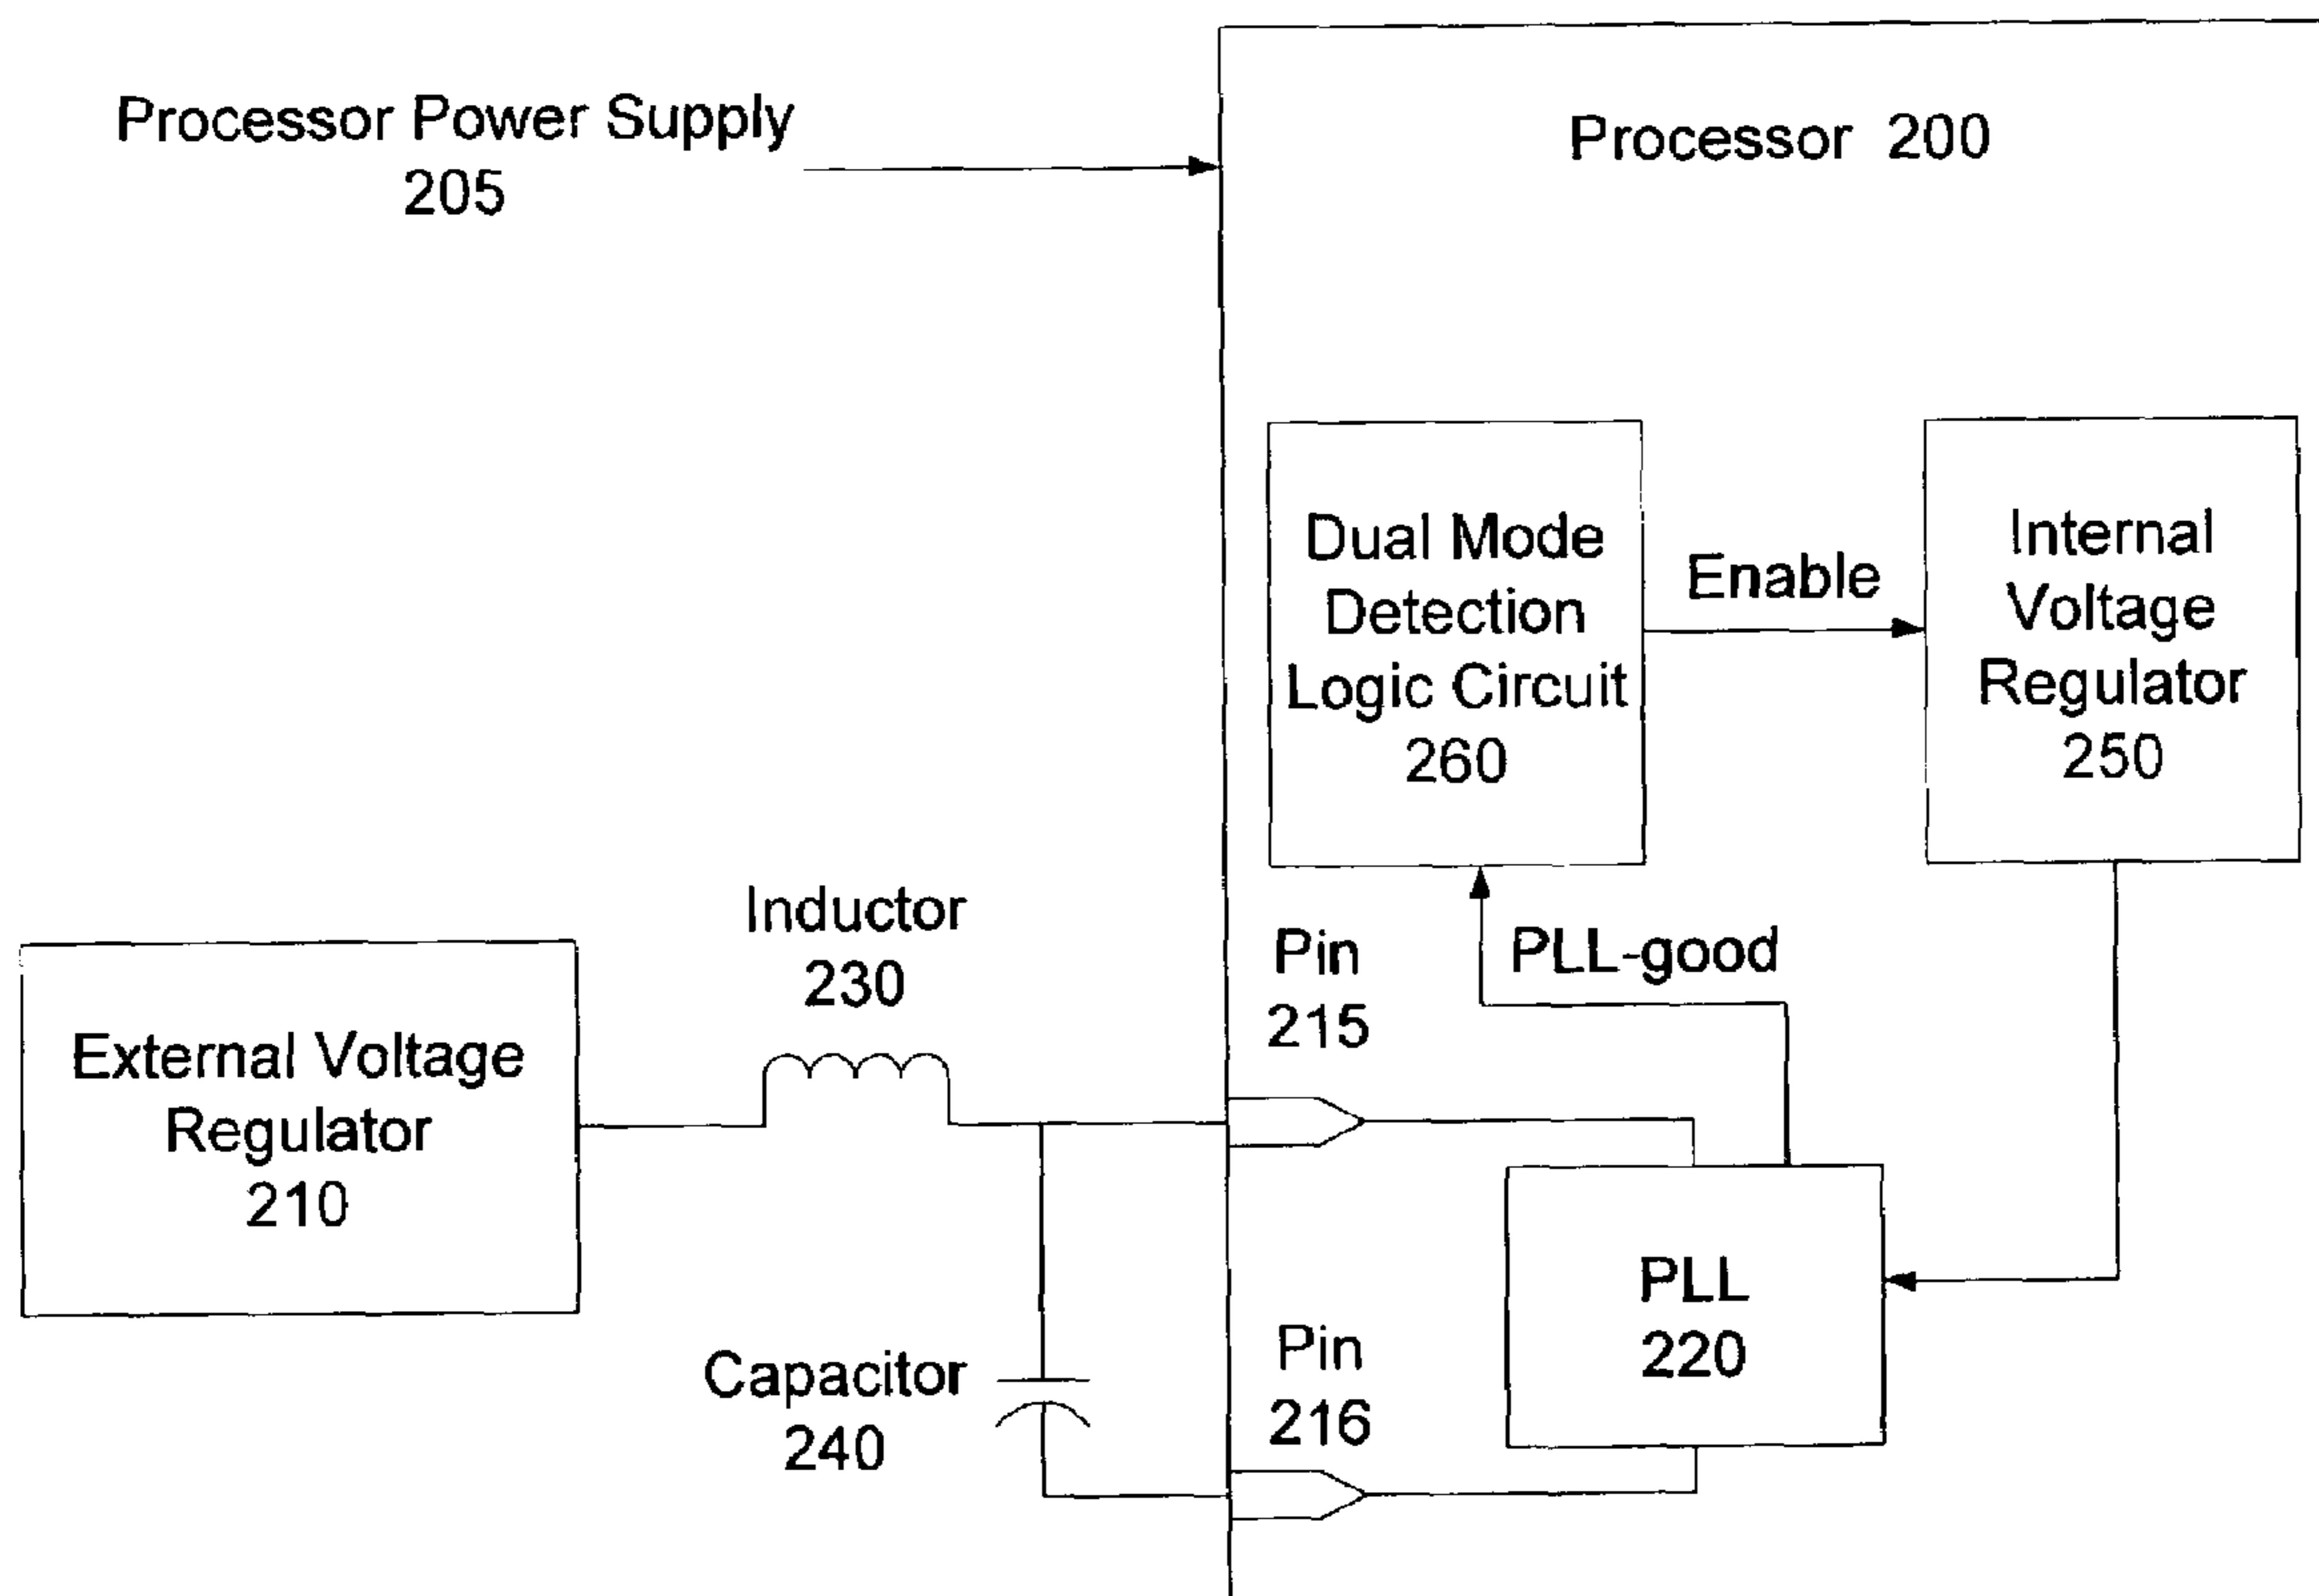 Processor Power Supply
205
Processor 200
Dual Mode
Detection
Logic Circuit
260
Enable
Internal
Voltage
Regulator
250
Inductor
230
Pin
215
PLL-good
External Voltage
Regulator
210
Capacitor
240
Pin
216
PLL
220